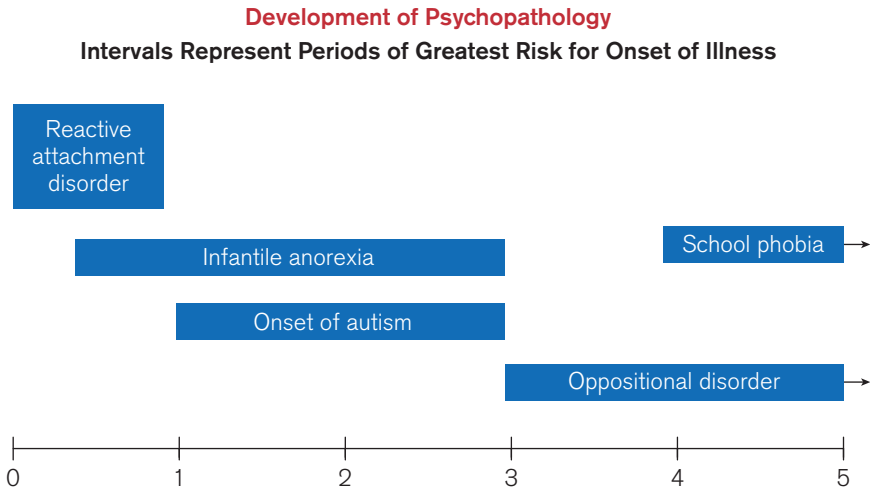 Development of Psychopathology
Intervals Represent Periods of Greatest Risk for Onset of Illness
Reactive
attachment
disorder
School phobia
Infantile anorexia
Onset of autism
Oppositional disorder
0 1 2 3 4 5